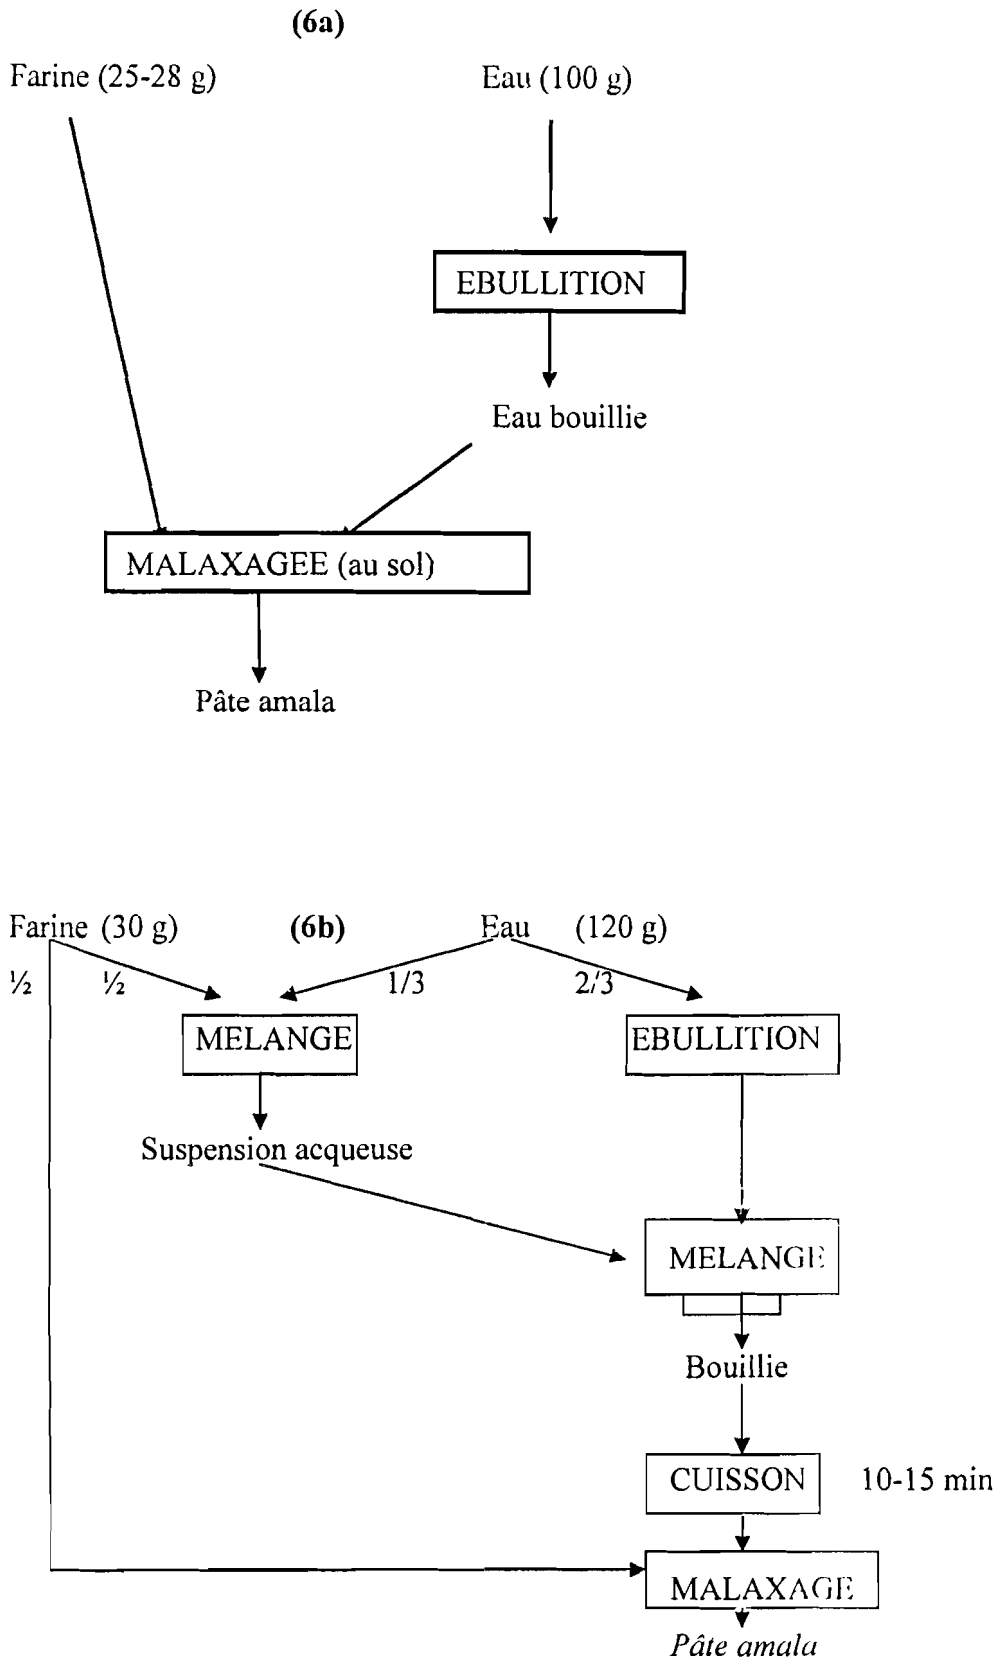 (6a)
Farine (25-28 g) Eau (100 g)
EBULLITION
Eau bouillie
MALAXAGEE (au sol)
Pâte amala
Farine (30 g) (6b) Eau (120 g)
½ ½ 1/3 2/3
MELANGE EBULLITION
Suspension acqueuse
MELANGE
Bouillie
CUISSON 10-15 min
MALAXAGE
Pâte amala